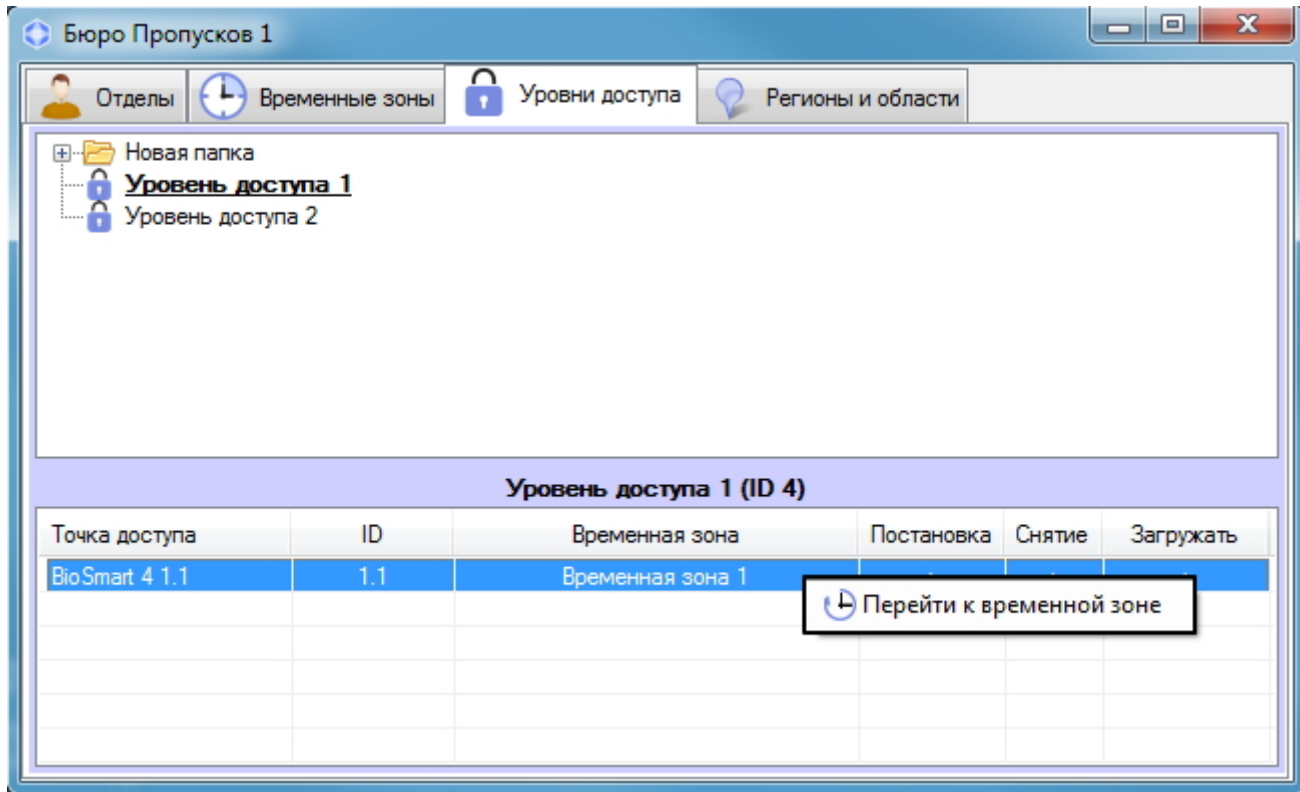 Бюро Пропусков 1
Отделы Временные зоны Уровни доступа Регионы и области
Новая папка
Уровень доступа 1
Уровень доступа 2
Уровень доступа 1 (ID 4)
Точка доступа ID Временная зона Постановка Снятие Загружать
BioSmart 4 1.1 1.1 Временная зона 1
Перейти к временной зоне